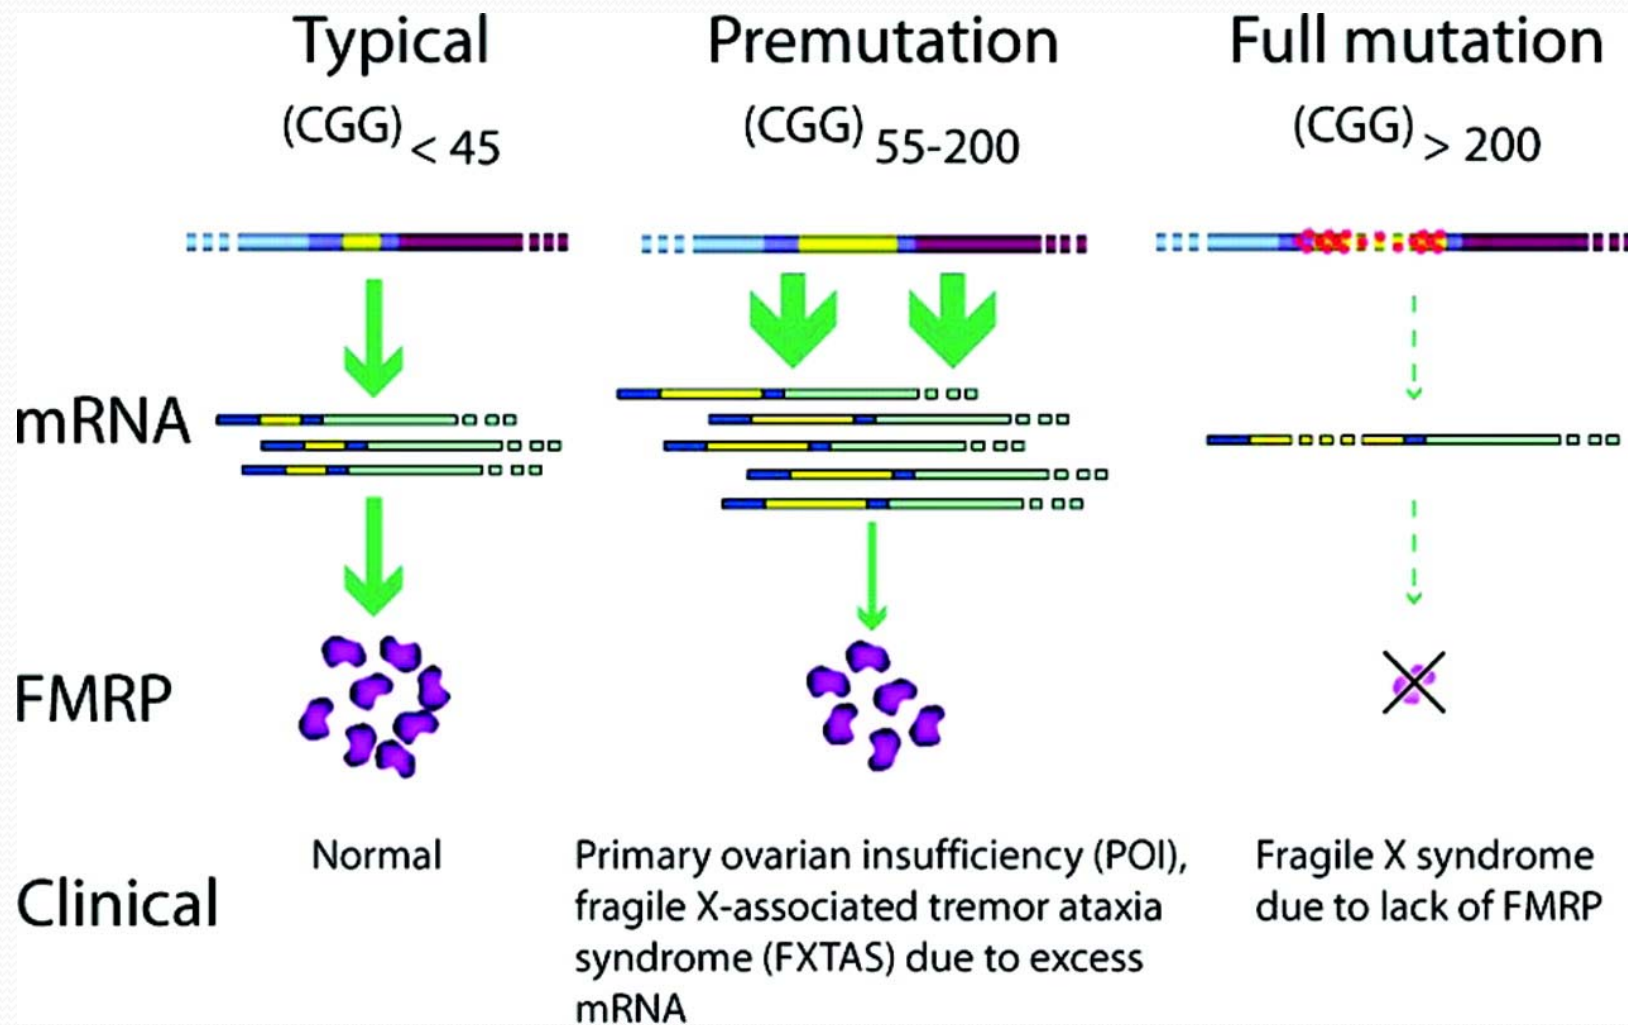 Typical
Premutation
Full mutation
(CGG) < 45
(CGG) 55-200
(CGG) > 200
mRNA
FMRP
Clinical
Normal
Primary ovarian insufficiency (POI),
fragile X-associated tremor ataxia
syndrome (FXTAS) due to excess
mRNA
Fragile X syndrome
due to lack of FMRP